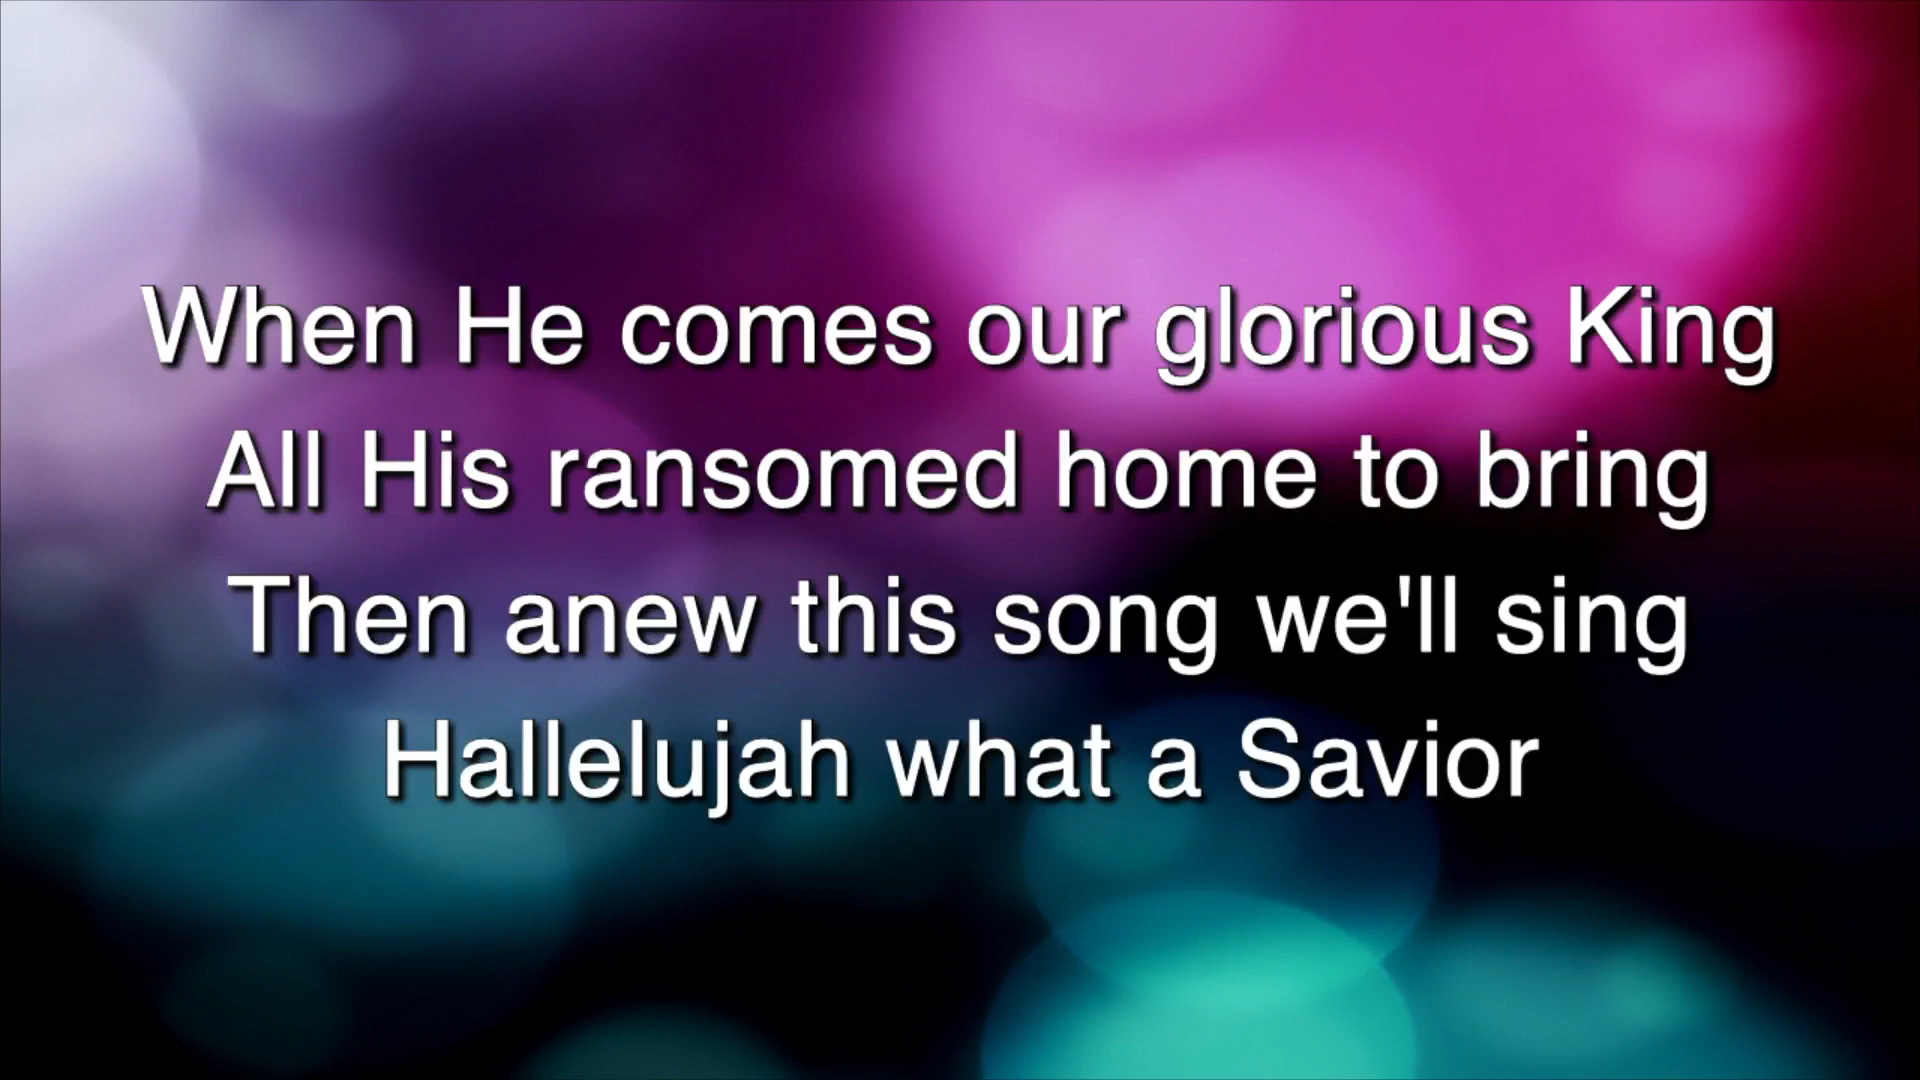 When He comes our glorious King
All His ransomed home to bring
Then anew this song we'll sing
Hallelujah what a Savior